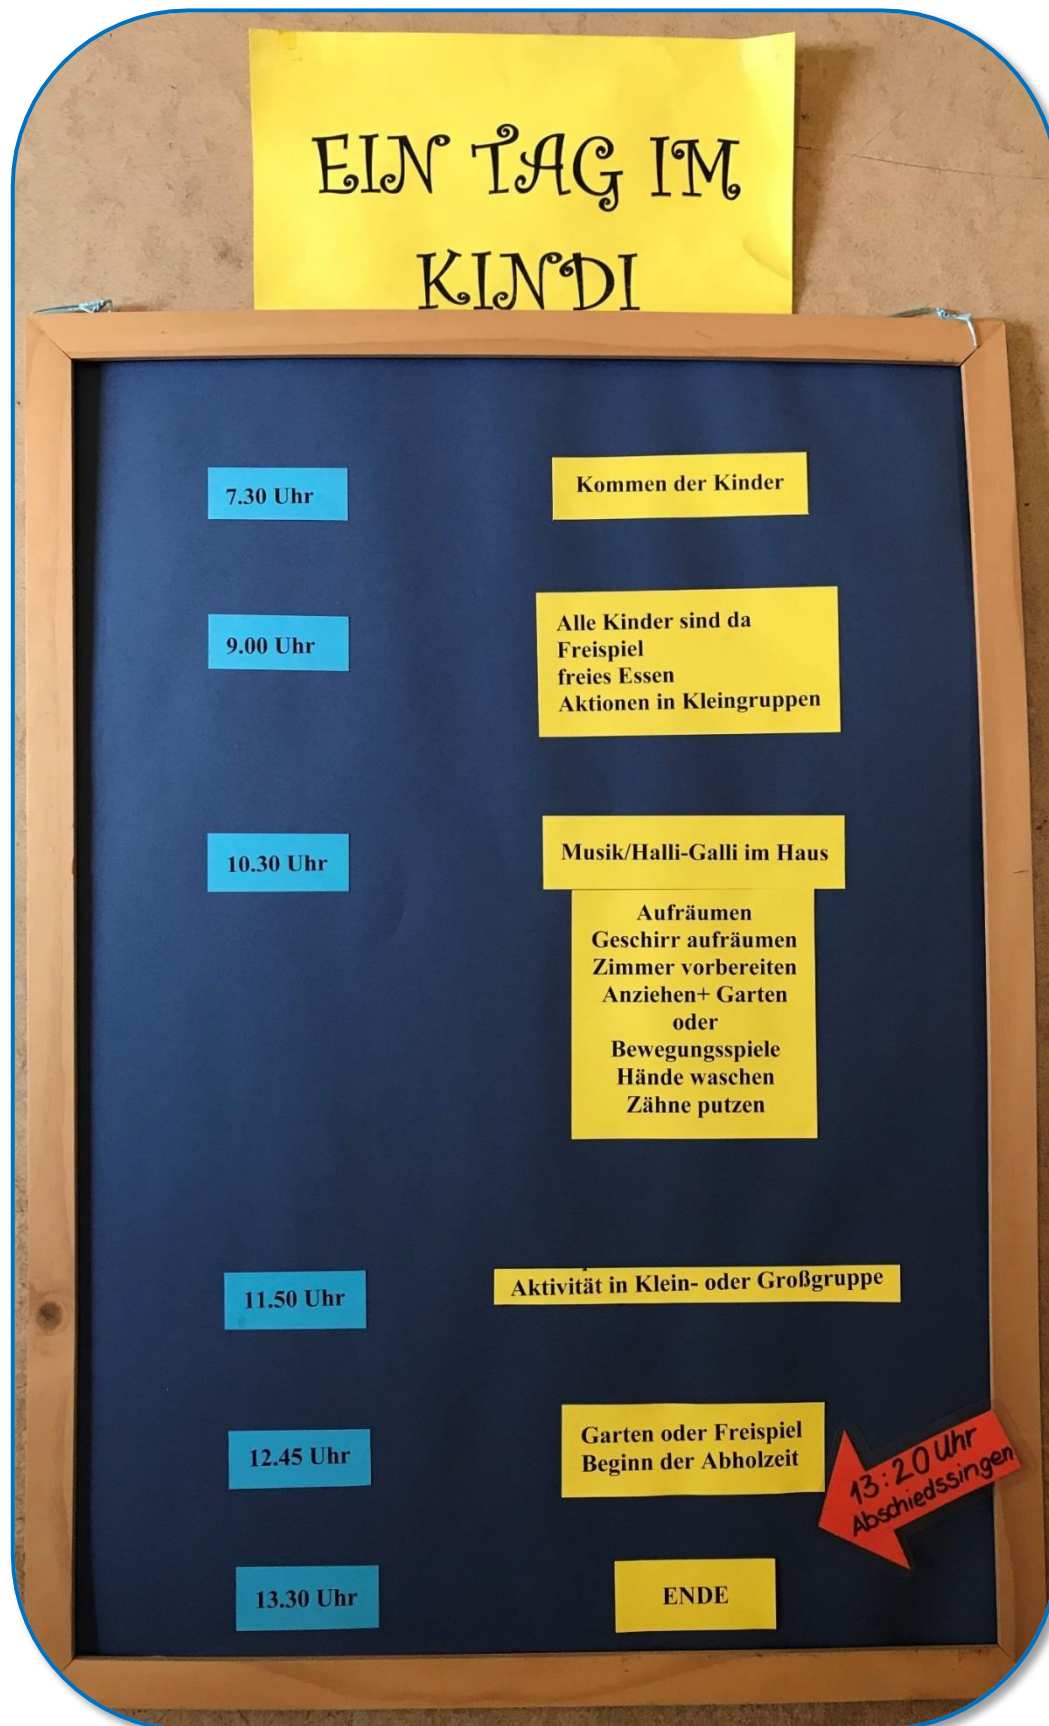 EIN TAG IM
KINDI
7.30 Uhr
Kommen der Kinder
9.00 Uhr
Alle Kinder sind da
Freispiel
freies Essen
Aktionen in Kleingruppen
10.30 Uhr
Musik/Halli-Galli im Haus
Aufräumen
Geschirr aufräumen
Zimmer vorbereiten
Anziehen+ Garten
oder
Bewegungsspiele
Hände waschen
Zähne putzen
11.50 Uhr
Aktivität in Klein- oder Großgruppe
12.45 Uhr
Garten oder Freispiel
Beginn der Abholzeit
13:20 Uhr
Abschiedssingen
13.30 Uhr
ENDE